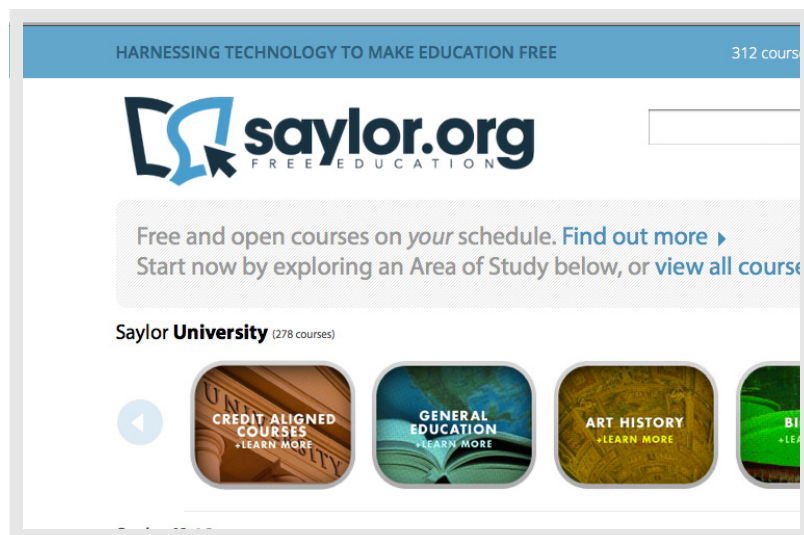 HARNESSING TECHNOLOGY TO MAKE EDUCATION FREE 312
saylor.org
FREE EDUCATION
Free and open courses on your schedule. Find out more
Start now by exploring an Area of Study below, or view all
Saylor University (278 courses)
CREDIT ALIGNED
COURSES
+LEARN MORE
GENERAL
EDUCATION
+LEARN MORE
ART HISTORY
+LEARN MORE